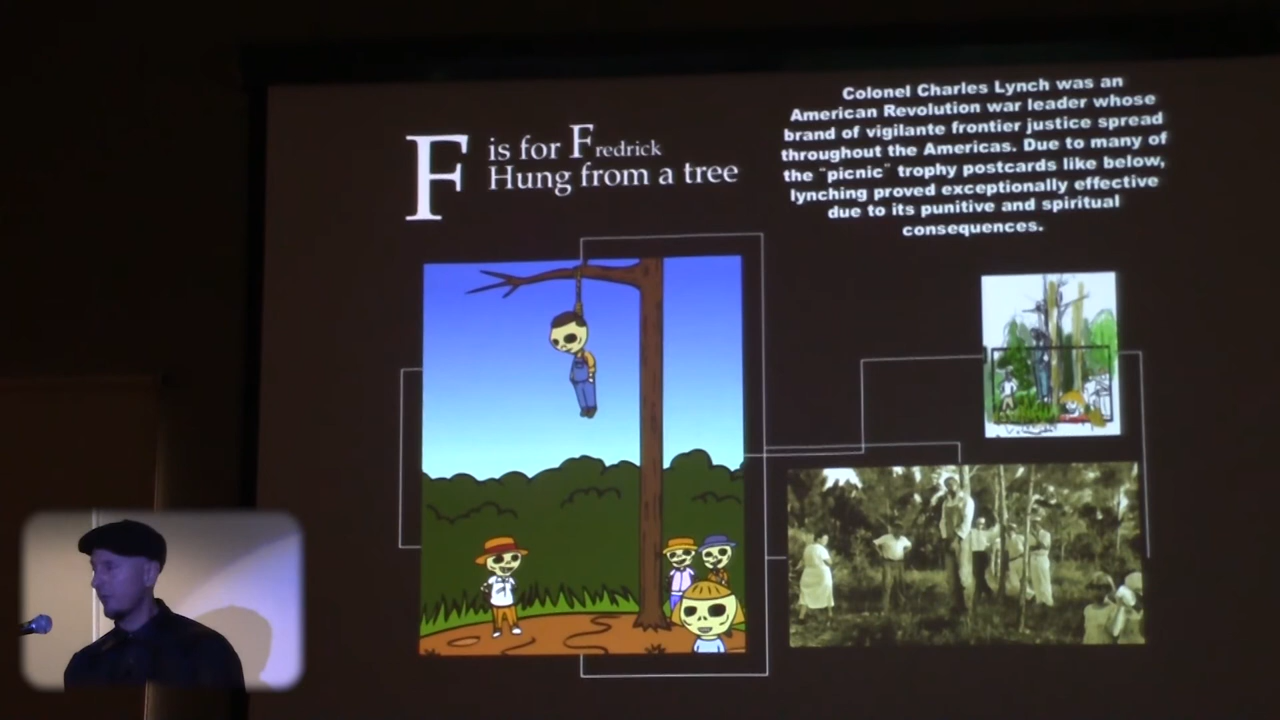 F is for Fredrick
Hung from a tree
Colonel Charles Lynch was an
American Revolution war leader whose
brand of vigilante frontier justice spread
throughout the Americas. Due to many of
the "picnic" trophy postcards like below,
lynching proved exceptionally effective
due to its punitive and spiritual
consequences.